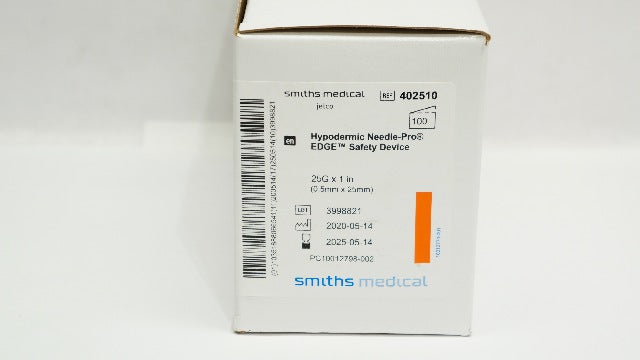 smiths medical
jelco
REF 402510
100
en
Hypodermic Needle-Pro®
EDGE™ Safety Device
25G x 1 in
(0.5mm x 25mm)
LOT 3998821
2020-05-14
2025-05-14
PC10012798-002
smiths medical